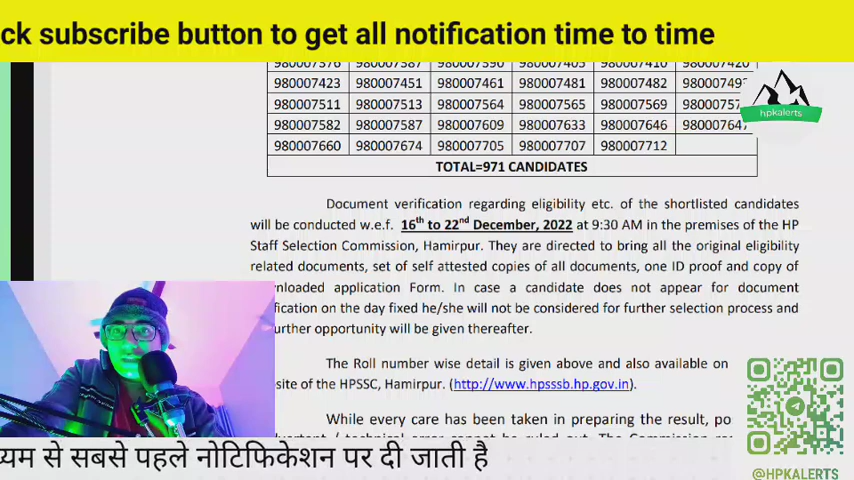 ck subscribe button to get all notification time to time
980007423 980007451 980007461 980007481 980007482
980007511 980007513 980007564 980007565 980007569
980007582 980007587 980007609 980007633 980007646
980007660 980007674 980007705 980007707 980007712
TOTAL=971 CANDIDATES
hpkalerts
Document verification regarding eligibility etc. of the shortlisted candidates
will be conducted w.e.f. 16th to 22nd December, 2022 at 9:30 AM in the premises of the HP
Staff Selection Commission, Hamirpur. They are directed to bring all the original eligibility
related documents, set of self attested copies of all documents, one ID proof and copy of
wnloaded application Form. In case a candidate does not appear for document
fication on the day fixed he/she will not be considered for further selection process and
urther opportunity will be given thereafter.
The Roll number wise detail is given above and also available on
site of the HPSSC, Hamirpur. (http://www.hpsssb.hp.gov.in).
While every care has been taken in preparing the result, po
यम से सबसे पहले नोटिफिकेशन पर दी जाती है
@HPKALERTS